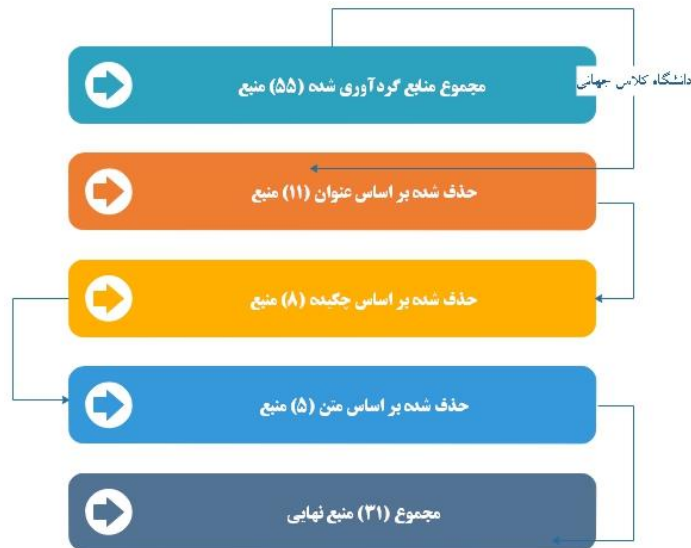 مجموع منابع گردآوری شده (۵۵) منبع
دانشگاه کلاس جهانی
حذف شده بر اساس عنوان (۱۱) منبع
حذف شده بر اساس چکیده (۸) منبع
حذف شده بر اساس متن (۵) منبع
مجموع (۳۱) منبع نهایی